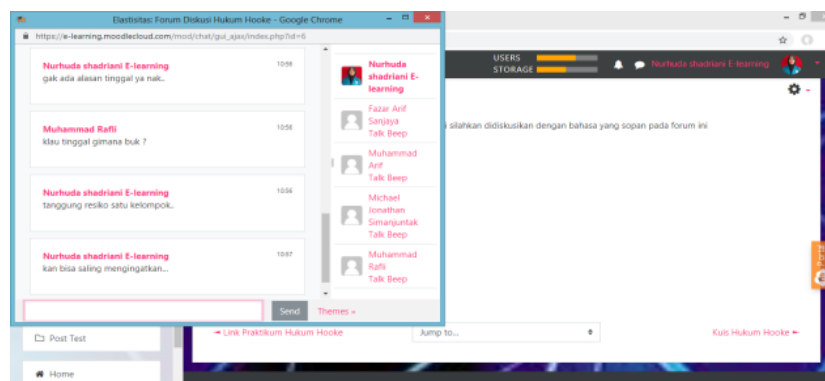 Elastisitas: Forum Diskusi Hukum Hooke - Google Chrome
https://e-learning.moodlecloud.com/mod/chat/gui_ajax/index.php?id=6
Nurhuda shadriani E-learning 10:56
gak ada alasan tinggal ya nak..
Muhammad Rafli 10:56
klau tinggal gimana buk ?
Nurhuda shadriani E-learning 10:56
tanggung resiko satu kelompok..
Nurhuda shadriani E-learning 10:57
kan bisa saling mengingatkan...
Nurhuda
shadriani E-
learning
Fazar Arif
Sanjaya
Talk Beep
Muhammad
Arif
Talk Beep
Michael
Jonathan
Simanjuntak
Talk Beep
Muhammad
Rafli
Talk Beep
Send Themes »
USERS
STORAGE
Nurhuda shadriani E-learning
silahkan didiskusikan dengan bahasa yang sopan pada forum ini
Link Praktikum Hukum Hooke
Jump to...
Kuis Hukum Hooke
Post Test
Home